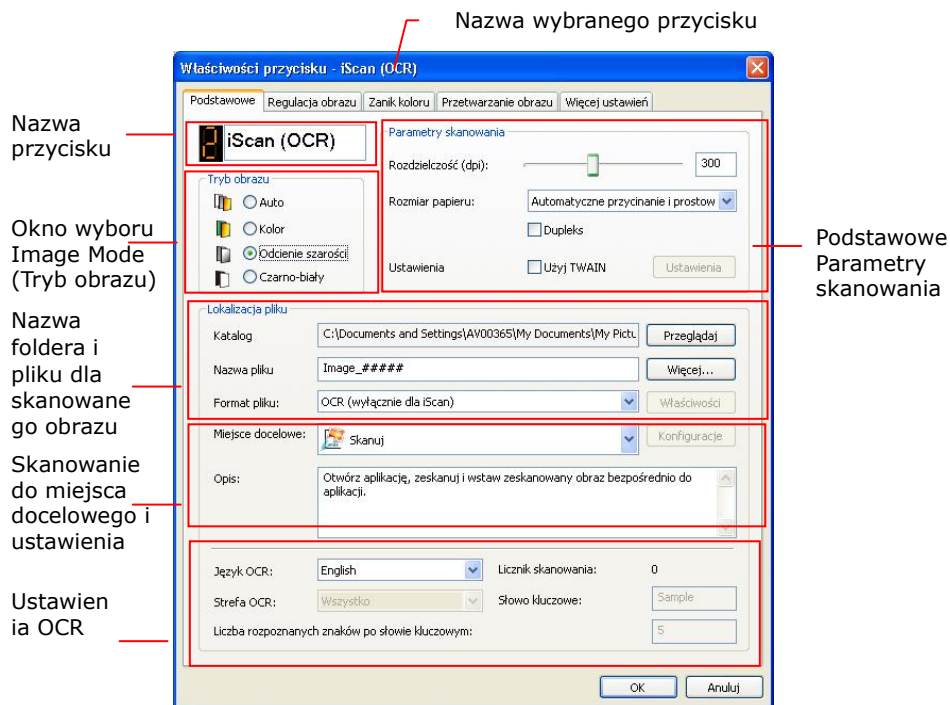 Nazwa wybranego przycisku
Właściwości przycisku - iScan (OCR)
Podstawowe Regulacja obrazu Zanik koloru Przetwarzanie obrazu Więcej ustawień
Nazwa
przycisku
2 iScan (OCR)
Parametry skanowania
Rozdzielczość (dpi): 300
Rozmiar papieru: Automatyczne przycinanie i prostow
Dupleks
Ustawienia Użyj TWAIN Ustawienia
Podstawowe
Parametry
skanowania
Okno wyboru
Image Mode
(Tryb obrazu)
Tryb obrazu
Auto
Kolor
Odcienie szarości
Czarno-biały
Nazwa
foldera i
pliku dla
skanowane
go obrazu
Lokalizacja pliku
Katalog C:\Documents and Settings\AV00365\My Documents\My Pictu Przeglądaj
Nazwa pliku Image_##### Więcej...
Format pliku: OCR (wyłącznie dla iScan) Właściwości
Skanowanie
do miejsca
docelowego i
ustawienia
Miejsce docelowe: Skanuj Konfiguracje
Opis: Otwórz aplikację, zeskanuj i wstaw zeskanowany obraz bezpośrednio do
aplikacji.
Ustawien
ia OCR
Język OCR: English Licznik skanowania: 0
Strefa OCR: Wszystko Słowo kluczowe: Sample
Liczba rozpoznanych znaków po słowie kluczowym: 5
OK Anuluj